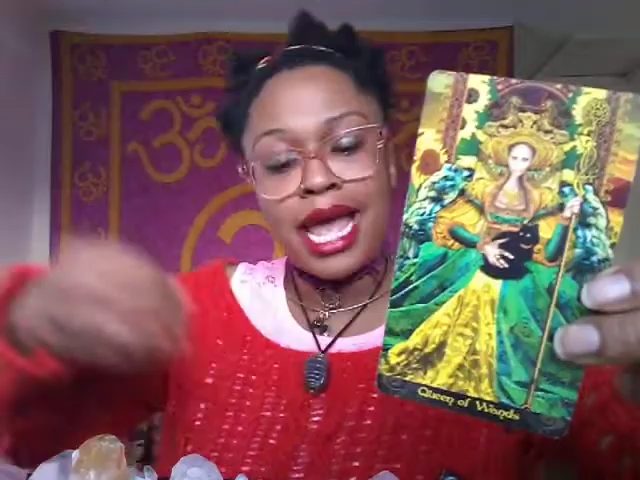 ॐ
Queen of Wands